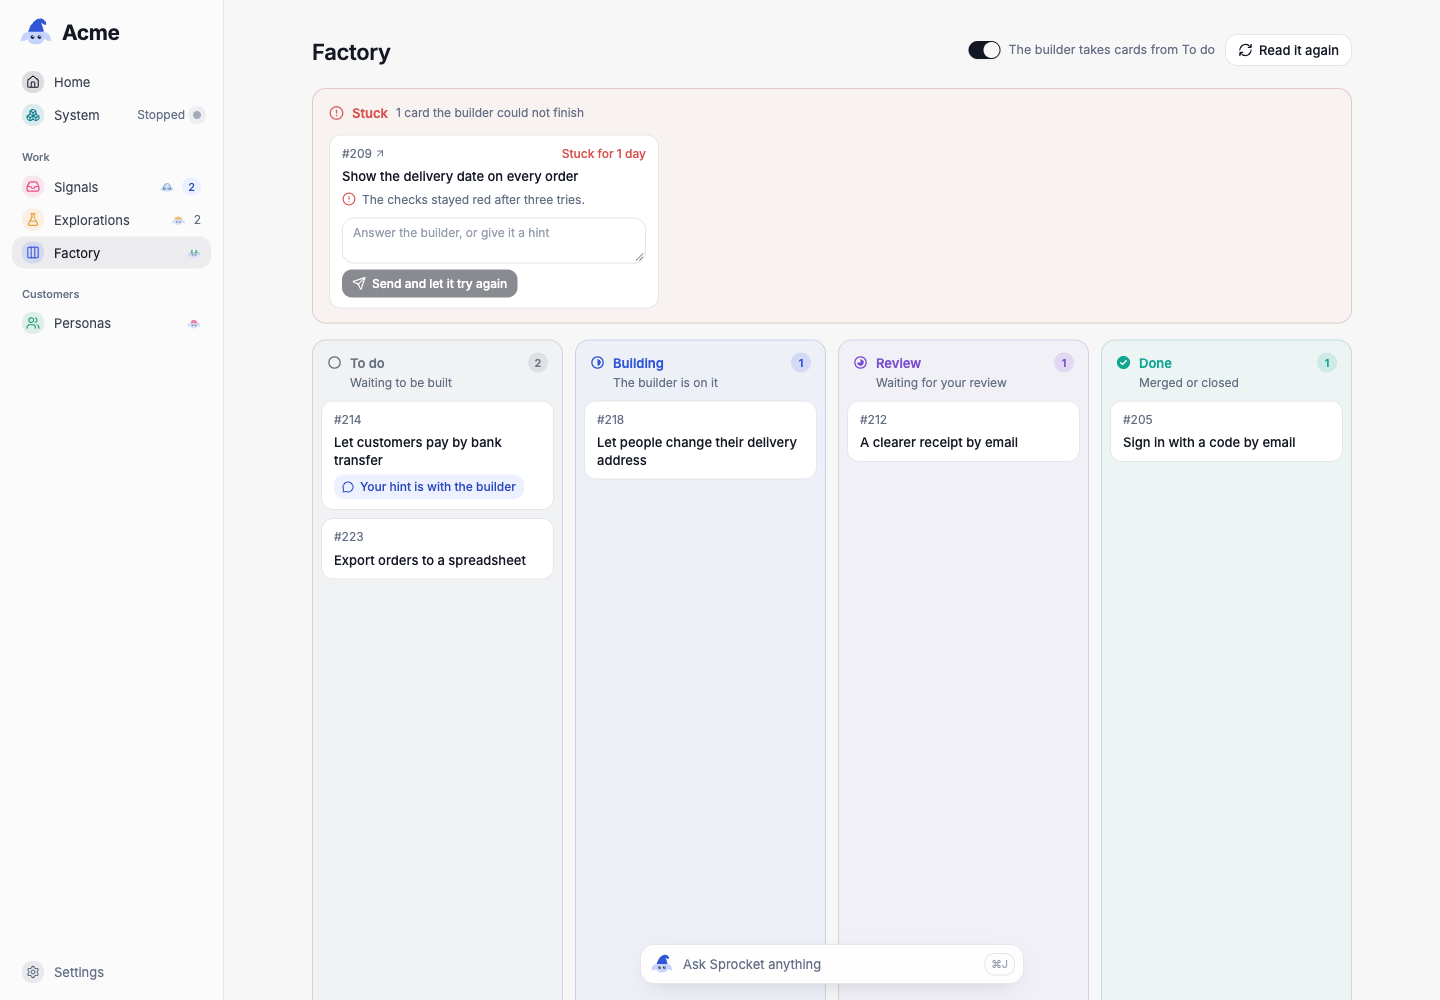 Acme
Home
System Stopped
Work
Signals 2
Explorations 2
Factory
Customers
Personas
Settings
Factory
The builder takes cards from To do
Read it again
Stuck 1 card the builder could not finish
#209 Stuck for 1 day
Show the delivery date on every order
The checks stayed red after three tries.
Answer the builder, or give it a hint
Send and let it try again
To do 2
Waiting to be built
#214
Let customers pay by bank
transfer
Your hint is with the builder
#223
Export orders to a spreadsheet
Building 1
The builder is on it
#218
Let people change their delivery
address
Review 1
Waiting for your review
#212
A clearer receipt by email
Done 1
Merged or closed
#205
Sign in with a code by email
Ask Sprocket anything ⌘J